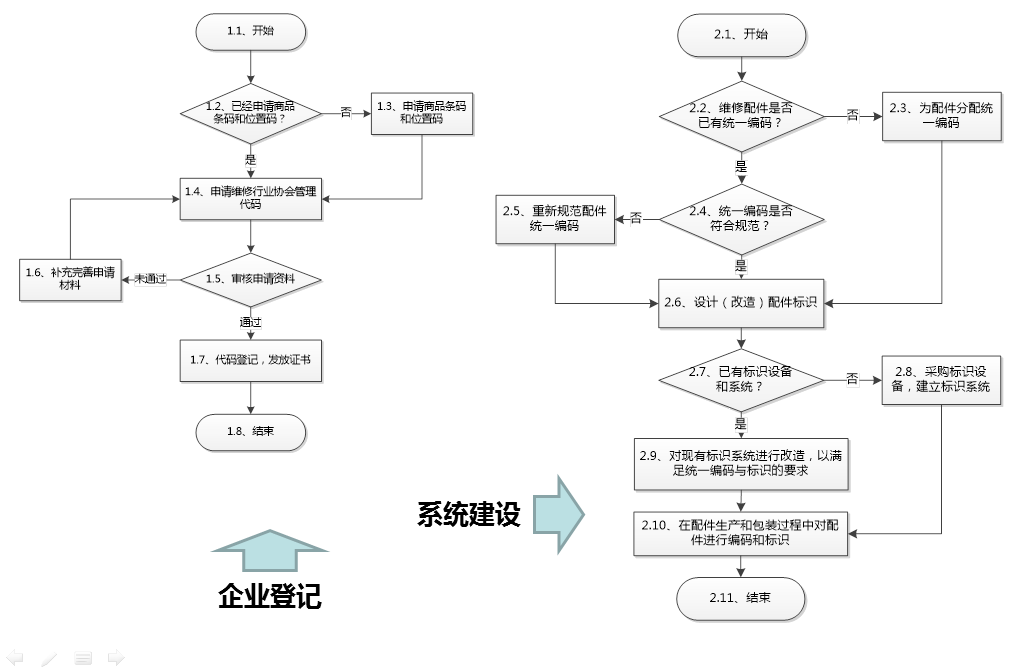 1.1、开始
1.2、已经申请商品
条码和位置码？
否
1.3、申请商品条码
和位置码
是
1.4、申请维修行业协会管理
代码
1.5、审核申请资料
未通过
1.6、补充完善申请
材料
通过
1.7、代码登记，发放证书
1.8、结束
企业登记
2.1、开始
2.2、维修配件是否
已有统一编码？
否
2.3、为配件分配统
一编码
是
2.4、统一编码是否
符合规范？
否
2.5、重新规范配件
统一编码
是
2.6、设计（改造）配件标识
2.7、已有标识设备
和系统？
否
2.8、采购标识设
备，建立标识系统
是
2.9、对现有标识系统进行改造，以满
足统一编码与标识的要求
2.10、在配件生产和包装过程中对配
件进行编码和标识
2.11、结束
系统建设